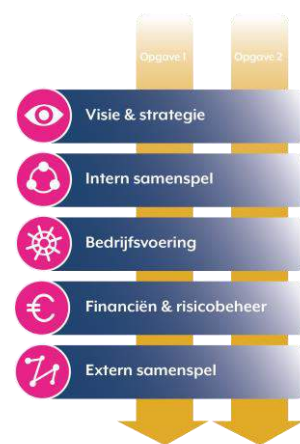 Opgave 1
Opgave 2
Visie & strategie
Intern samenspel
Bedrijfsvoering
Financiën & risicobeheer
Extern samenspel